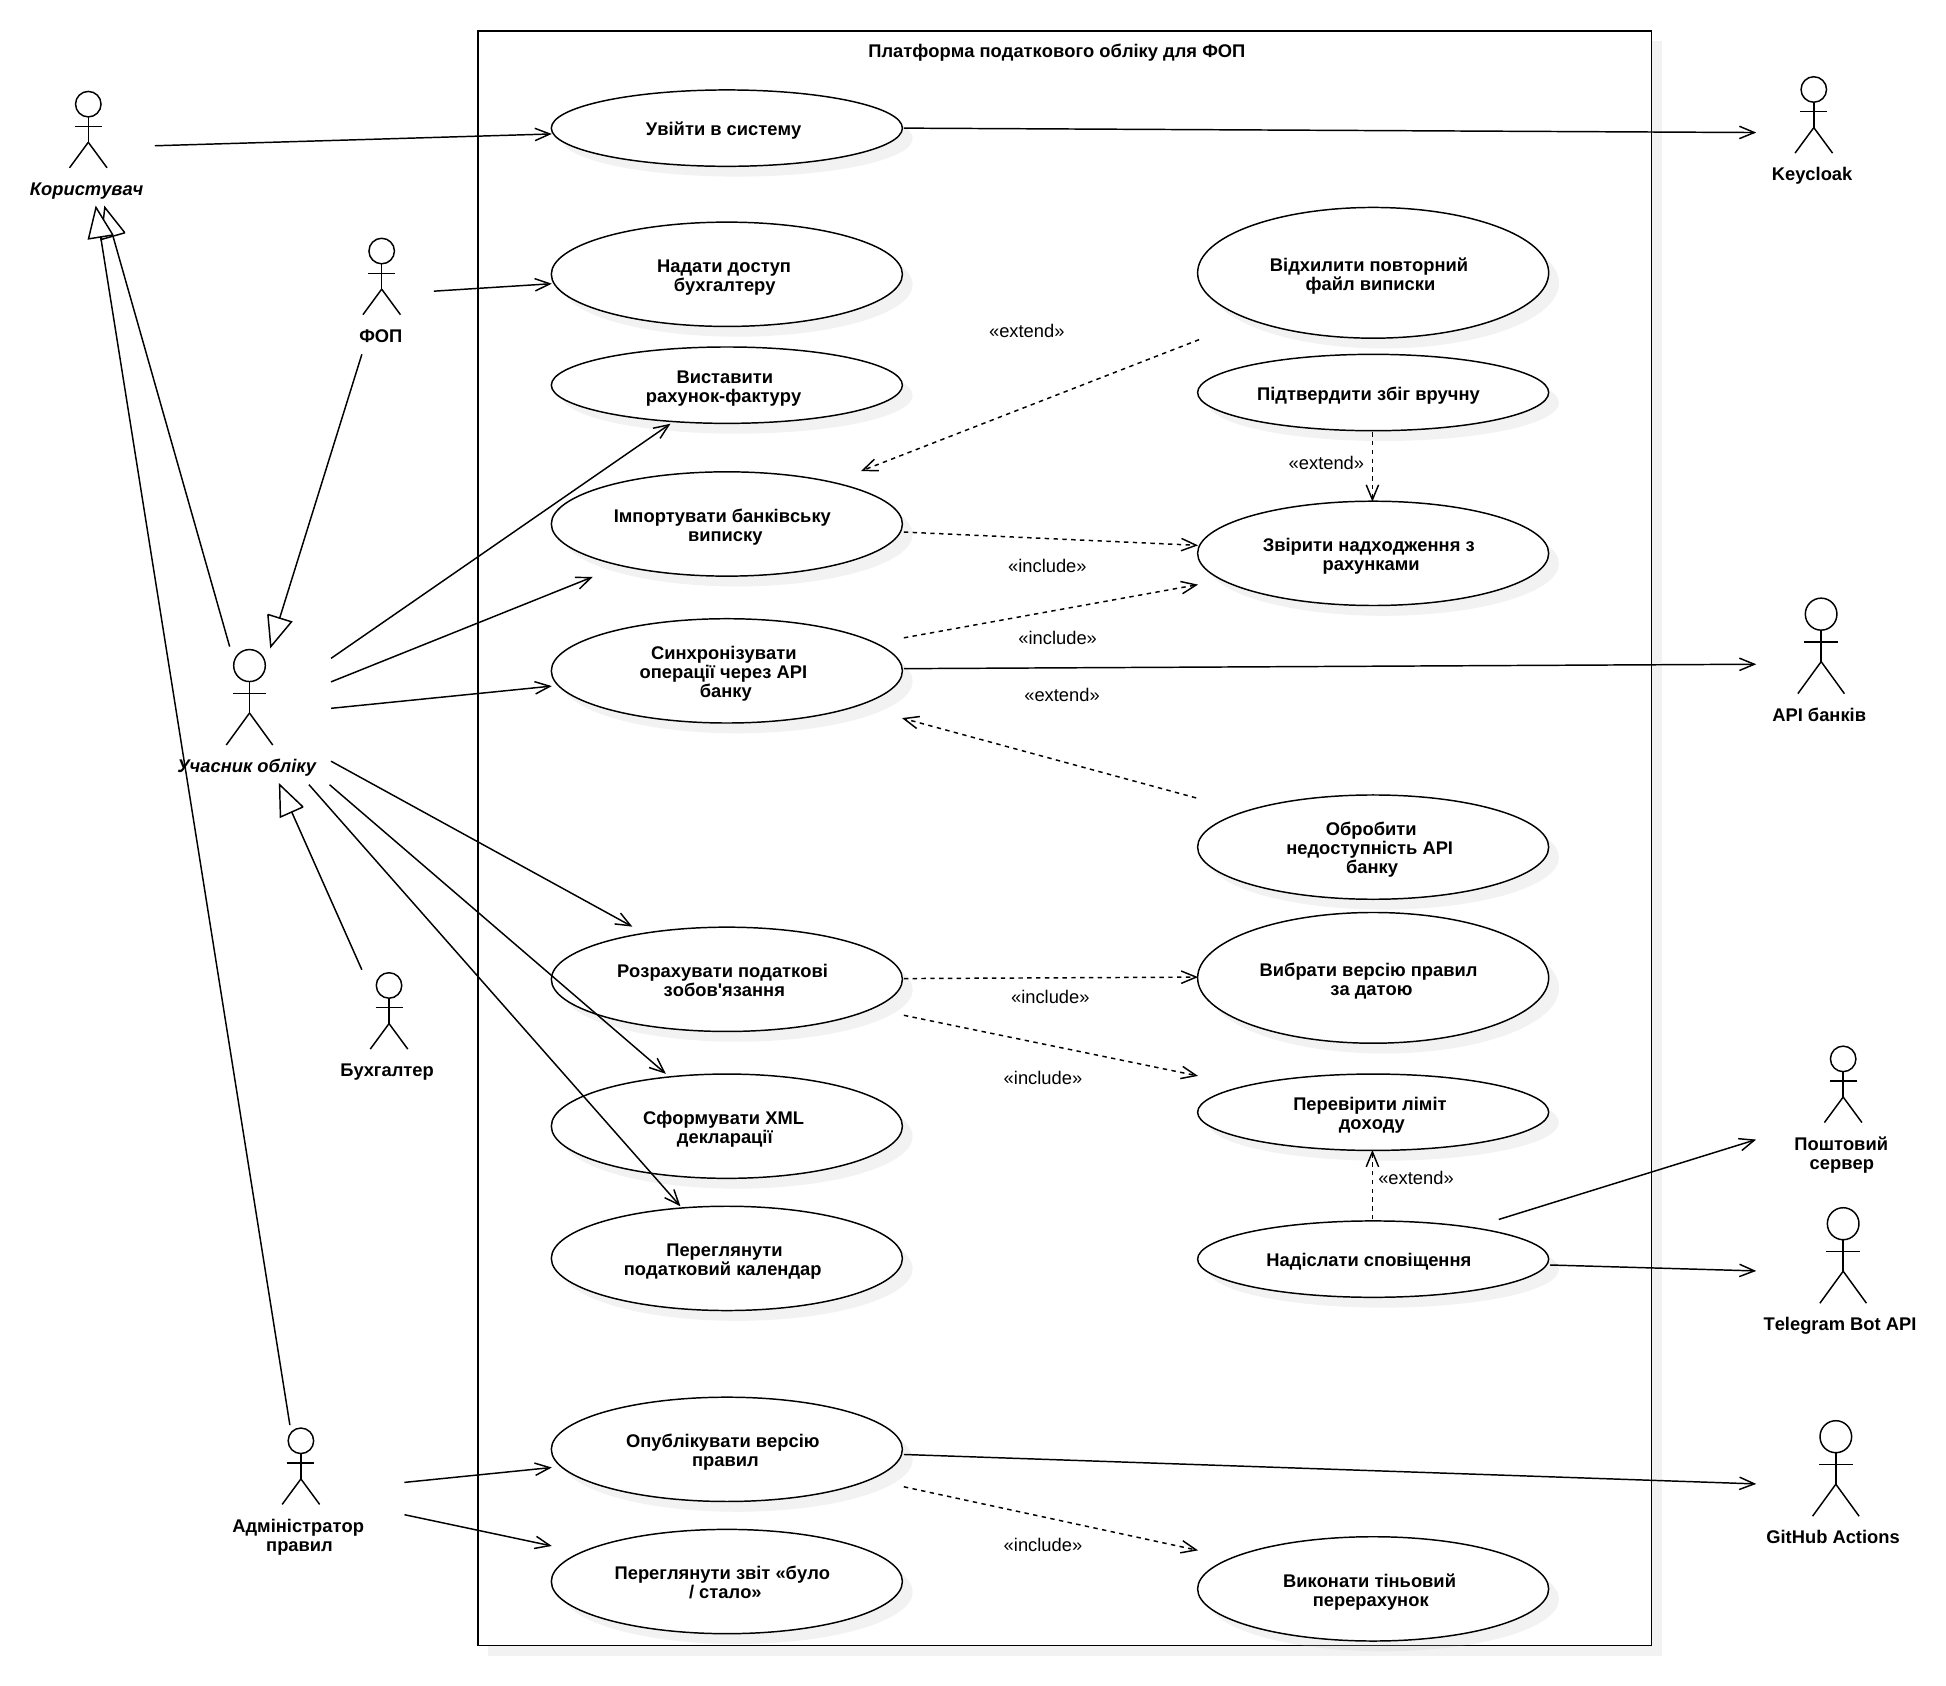 Платформа податкового обліку для ФОП
Користувач
Увійти в систему
Keycloak
ФОП
Надати доступ
бухгалтеру
Відхилити повторний
файл виписки
«extend»
Виставити
рахунок-фактуру
Підтвердити збіг вручну
«extend»
Імпортувати банківську
виписку
Звірити надходження з
рахунками
«include»
«include»
Синхронізувати
операції через АРІ
банку
«extend»
АРІ банків
Учасник обліку
Обробити
недоступність АРІ
банку
Розрахувати податкові
зобов'язання
Вибрати версію правил
за датою
«include»
Бухгалтер
«include»
Сформувати XML
декларації
Перевірити ліміт
доходу
Поштовий
сервер
«extend»
Переглянути
податковий календар
Надіслати сповіщення
Telegram Bot API
Опублікувати версію
правил
GitHub Actions
Адміністратор
правил
«include»
Переглянути звіт «було
/ стало»
Виконати тіньовий
перерахунок